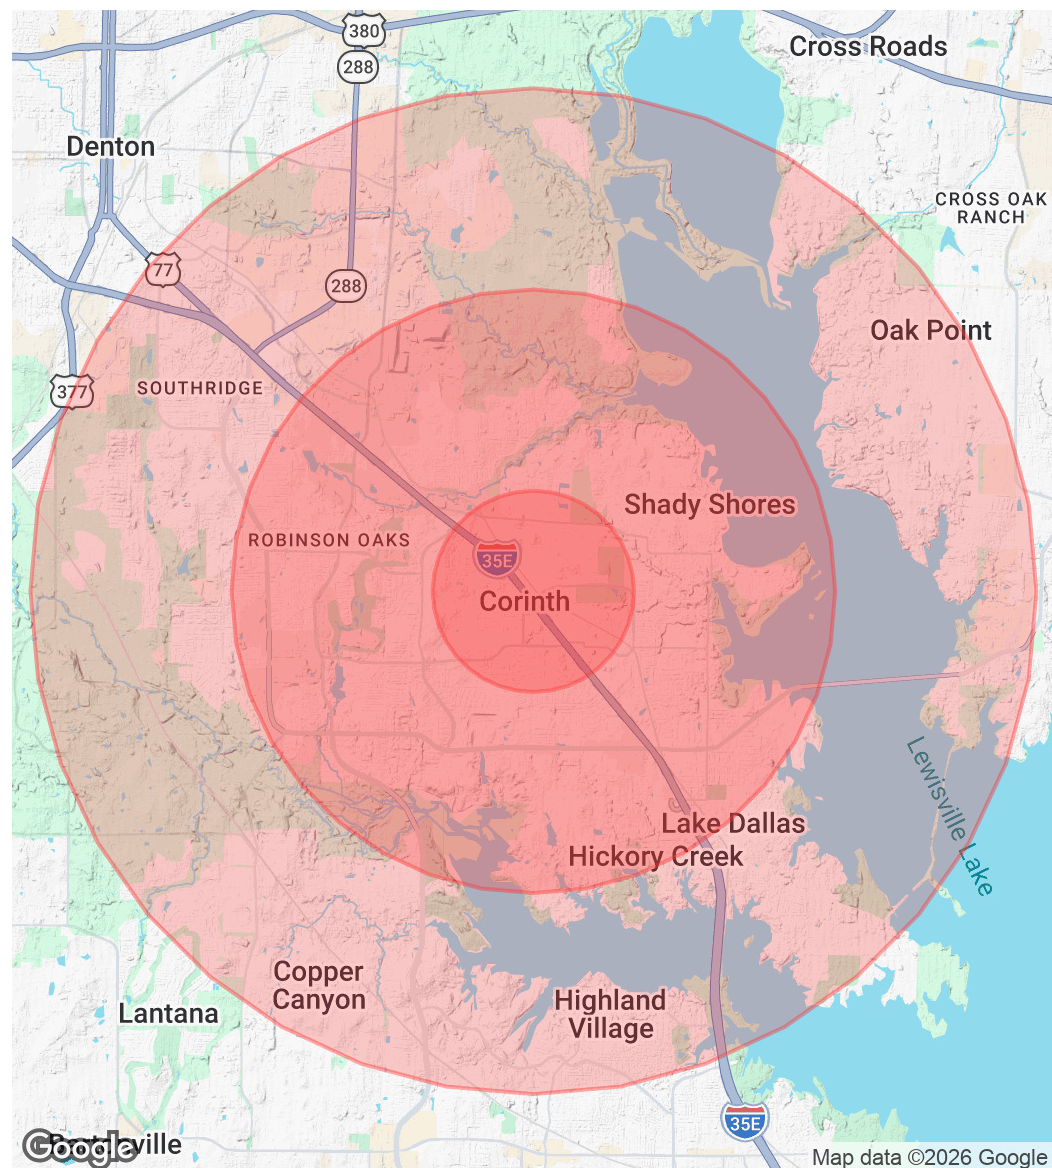 380
288
Cross Roads
Denton
CROSS OAK
RANCH
77
288
Oak Point
377
SOUTHRIDGE
Shady Shores
ROBINSON OAKS
35E
Corinth
Lewisville Lake
Lake Dallas
Hickory Creek
Copper
Canyon
Highland
Village
Lantana
35E
Google
Map data ©2026 Google